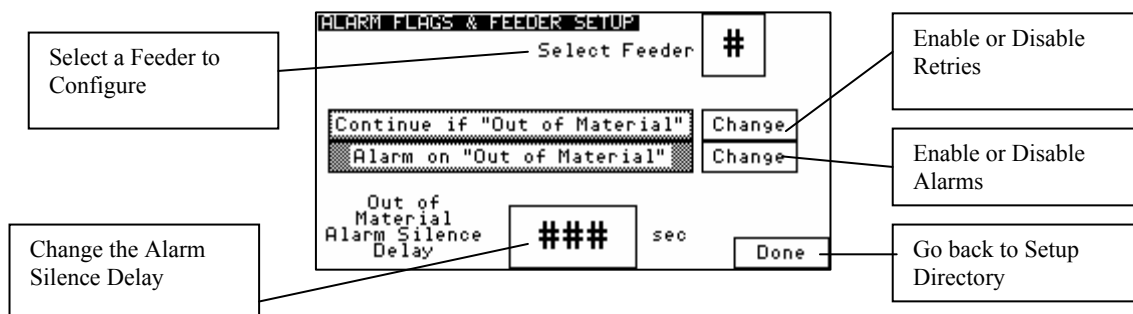 ALARM FLAGS & FEEDER SETUP
Select a Feeder to
Configure
Select Feeder
#
Enable or Disable
Retries
Continue if "Out of Material"
Change
Alarm on "Out of Material"
Change
Enable or Disable
Alarms
Change the Alarm
Silence Delay
Out of
Material
Alarm Silence
Delay
###
sec
Done
Go back to Setup
Directory